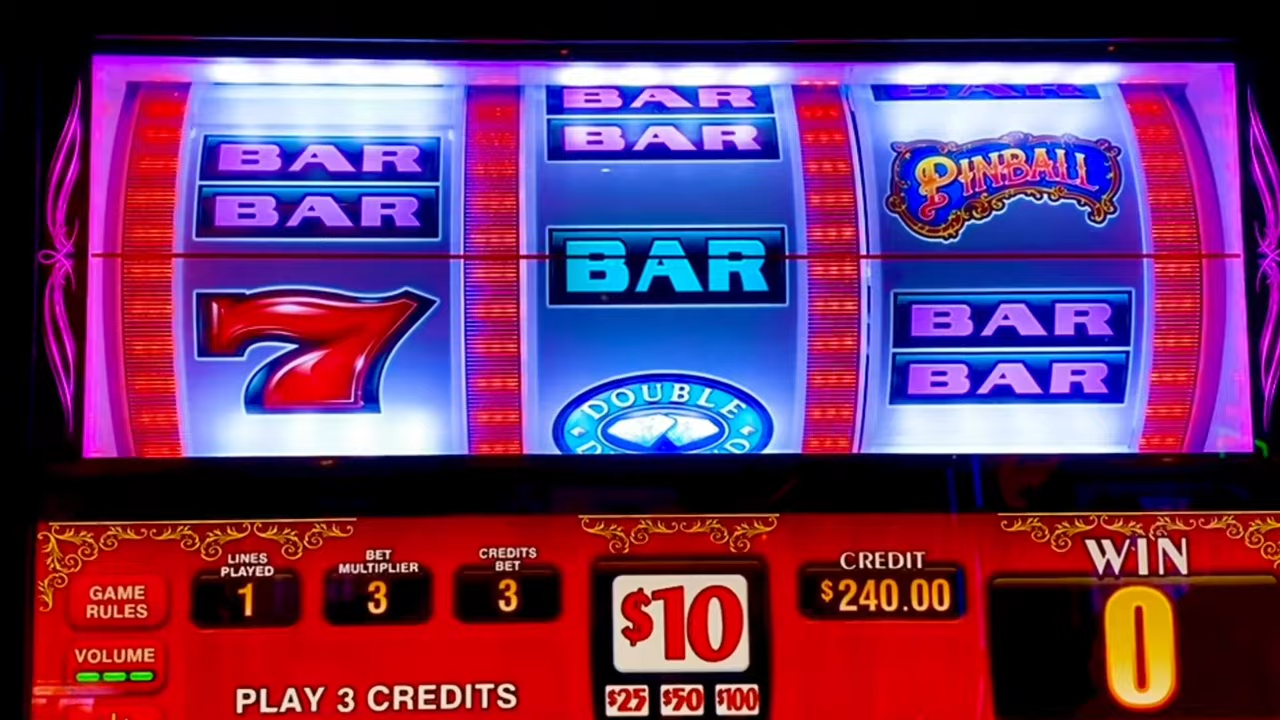 BAR
BAR
BAR
BAR
BAR
PINBALL
BAR
BAR
BAR
BAR
DOUBLE
LINES PLAYED
1
BET MULTIPLIER
3
CREDITS BET
3
$10
CREDIT
$240.00
WIN
0
GAME RULES
VOLUME
PLAY 3 CREDITS
$25 $50 $100